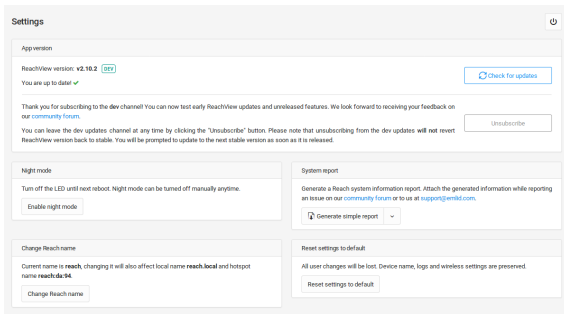 Settings
App version
ReachView version: v2.10.2 DEV
You are up to date!
Check for updates
Thank you for subscribing to the dev channel! You can now test early ReachView updates and unreleased features. We look forward to receiving your feedback on
our community forum.
You can leave the dev updates channel at any time by clicking the "Unsubscribe" button. Please note that unsubscribing from the dev updates will not revert
ReachView version back to stable. You will be prompted to update to the next stable version as soon as it is released.
Unsubscribe
Night mode
Turn off the LED until next reboot. Night mode can be turned off manually anytime.
Enable night mode
System report
Generate a Reach system information report. Attach the generated information while reporting
an issue on our community forum or to us at support@emlid.com.
Generate simple report
Change Reach name
Current name is reach, changing it will also affect local name reach.local and hotspot
name reach:da:94.
Change Reach name
Reset settings to default
All user changes will be lost. Device name, logs and wireless settings are preserved.
Reset settings to default